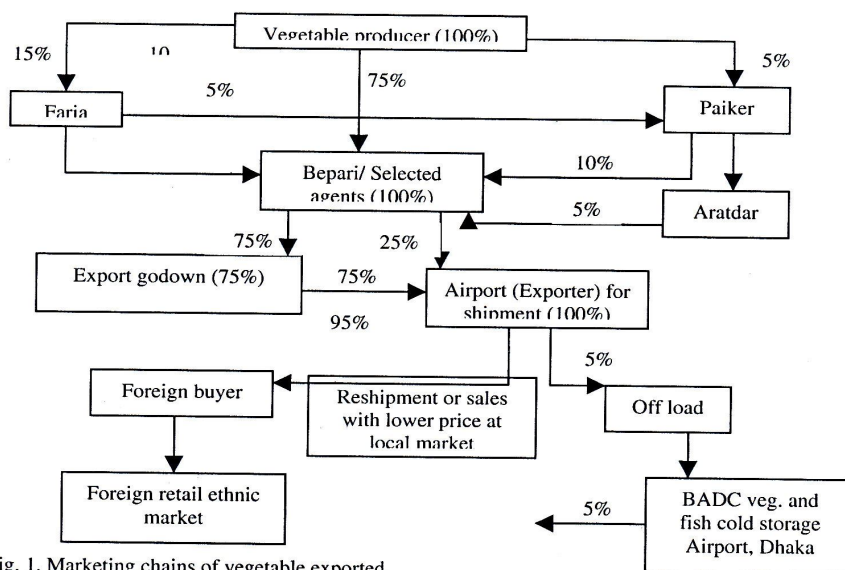 Vegetable producer (100%)
15%
10
5%
75%
5%
Faria
Paiker
Bepari/ Selected
agents (100%)
10%
5%
Aratdar
75%
25%
Export godown (75%)
75%
95%
Airport (Exporter) for
shipment (100%)
5%
Foreign buyer
Reshipment or sales
with lower price at
local market
Off load
Foreign retail ethnic
market
5%
BADC veg. and
fish cold storage
Airport, Dhaka
ig. 1. Marketing chains of vegetable exported